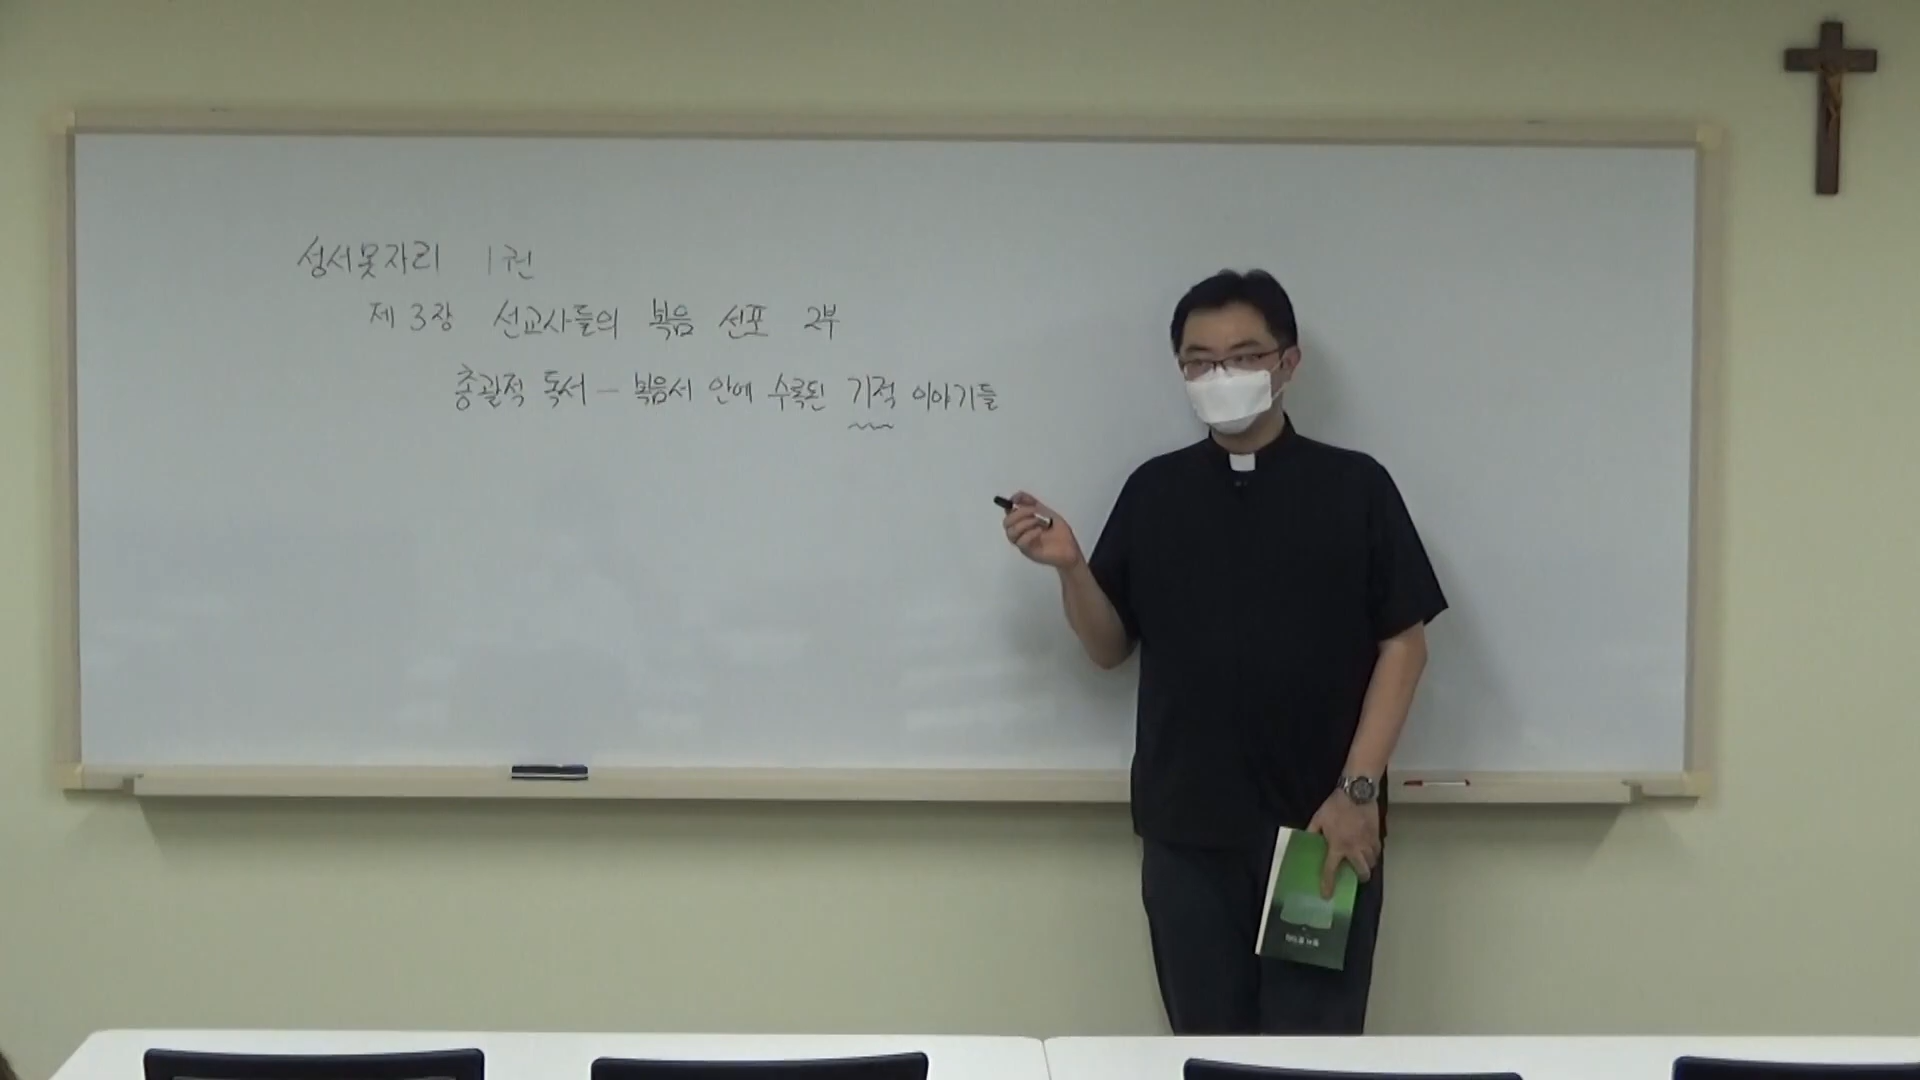 성서못자리 1권
제 3장 선교사들의 복음 선포 2부
총괄적 독서 - 복음서 안에 수록된 기적 이야기들